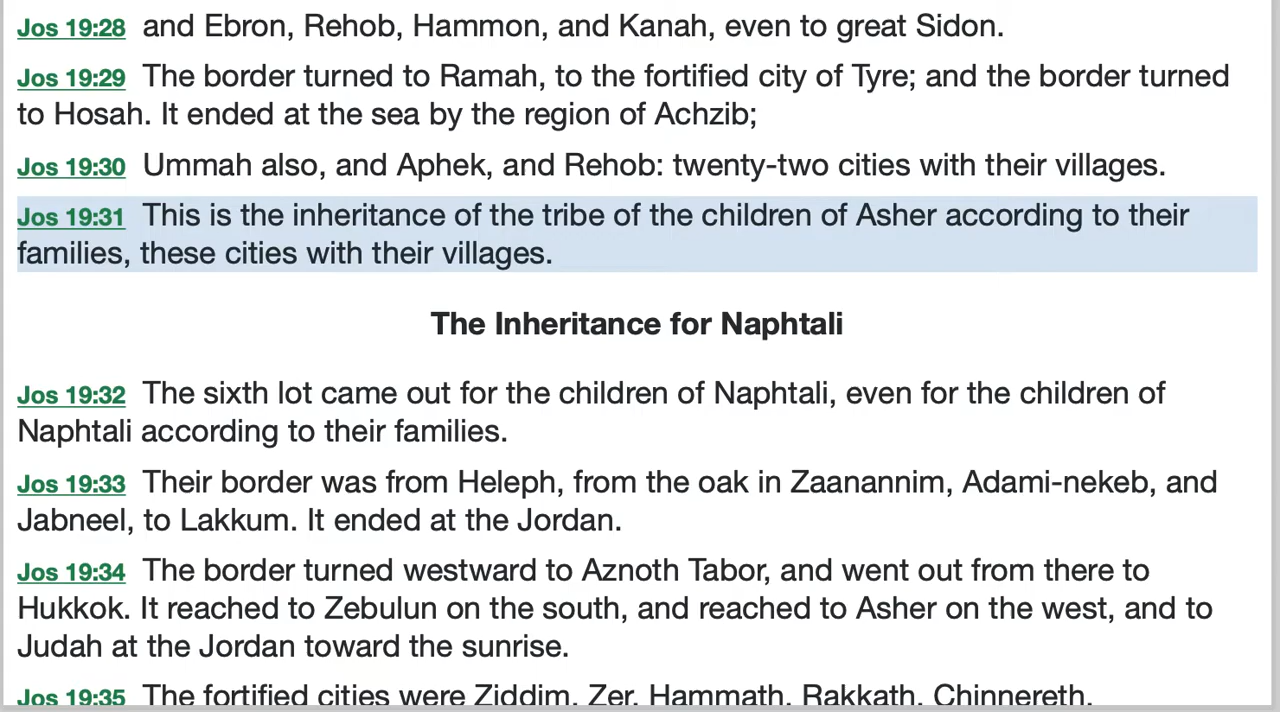 Jos 19:28 and Ebron, Rehob, Hammon, and Kanah, even to great Sidon.
Jos 19:29 The border turned to Ramah, to the fortified city of Tyre; and the border turned
to Hosah. It ended at the sea by the region of Achzib;
Jos 19:30 Ummah also, and Aphek, and Rehob: twenty-two cities with their villages.
Jos 19:31 This is the inheritance of the tribe of the children of Asher according to their
families, these cities with their villages.
The Inheritance for Naphtali
Jos 19:32 The sixth lot came out for the children of Naphtali, even for the children of
Naphtali according to their families.
Jos 19:33 Their border was from Heleph, from the oak in Zaanannim, Adami-nekeb, and
Jabneel, to Lakkum. It ended at the Jordan.
Jos 19:34 The border turned westward to Aznoth Tabor, and went out from there to
Hukkok. It reached to Zebulun on the south, and reached to Asher on the west, and to
Judah at the Jordan toward the sunrise.
Jos 19:35 The fortified cities were Ziddim, Zer, Hammath, Rakkath, Chinnereth,